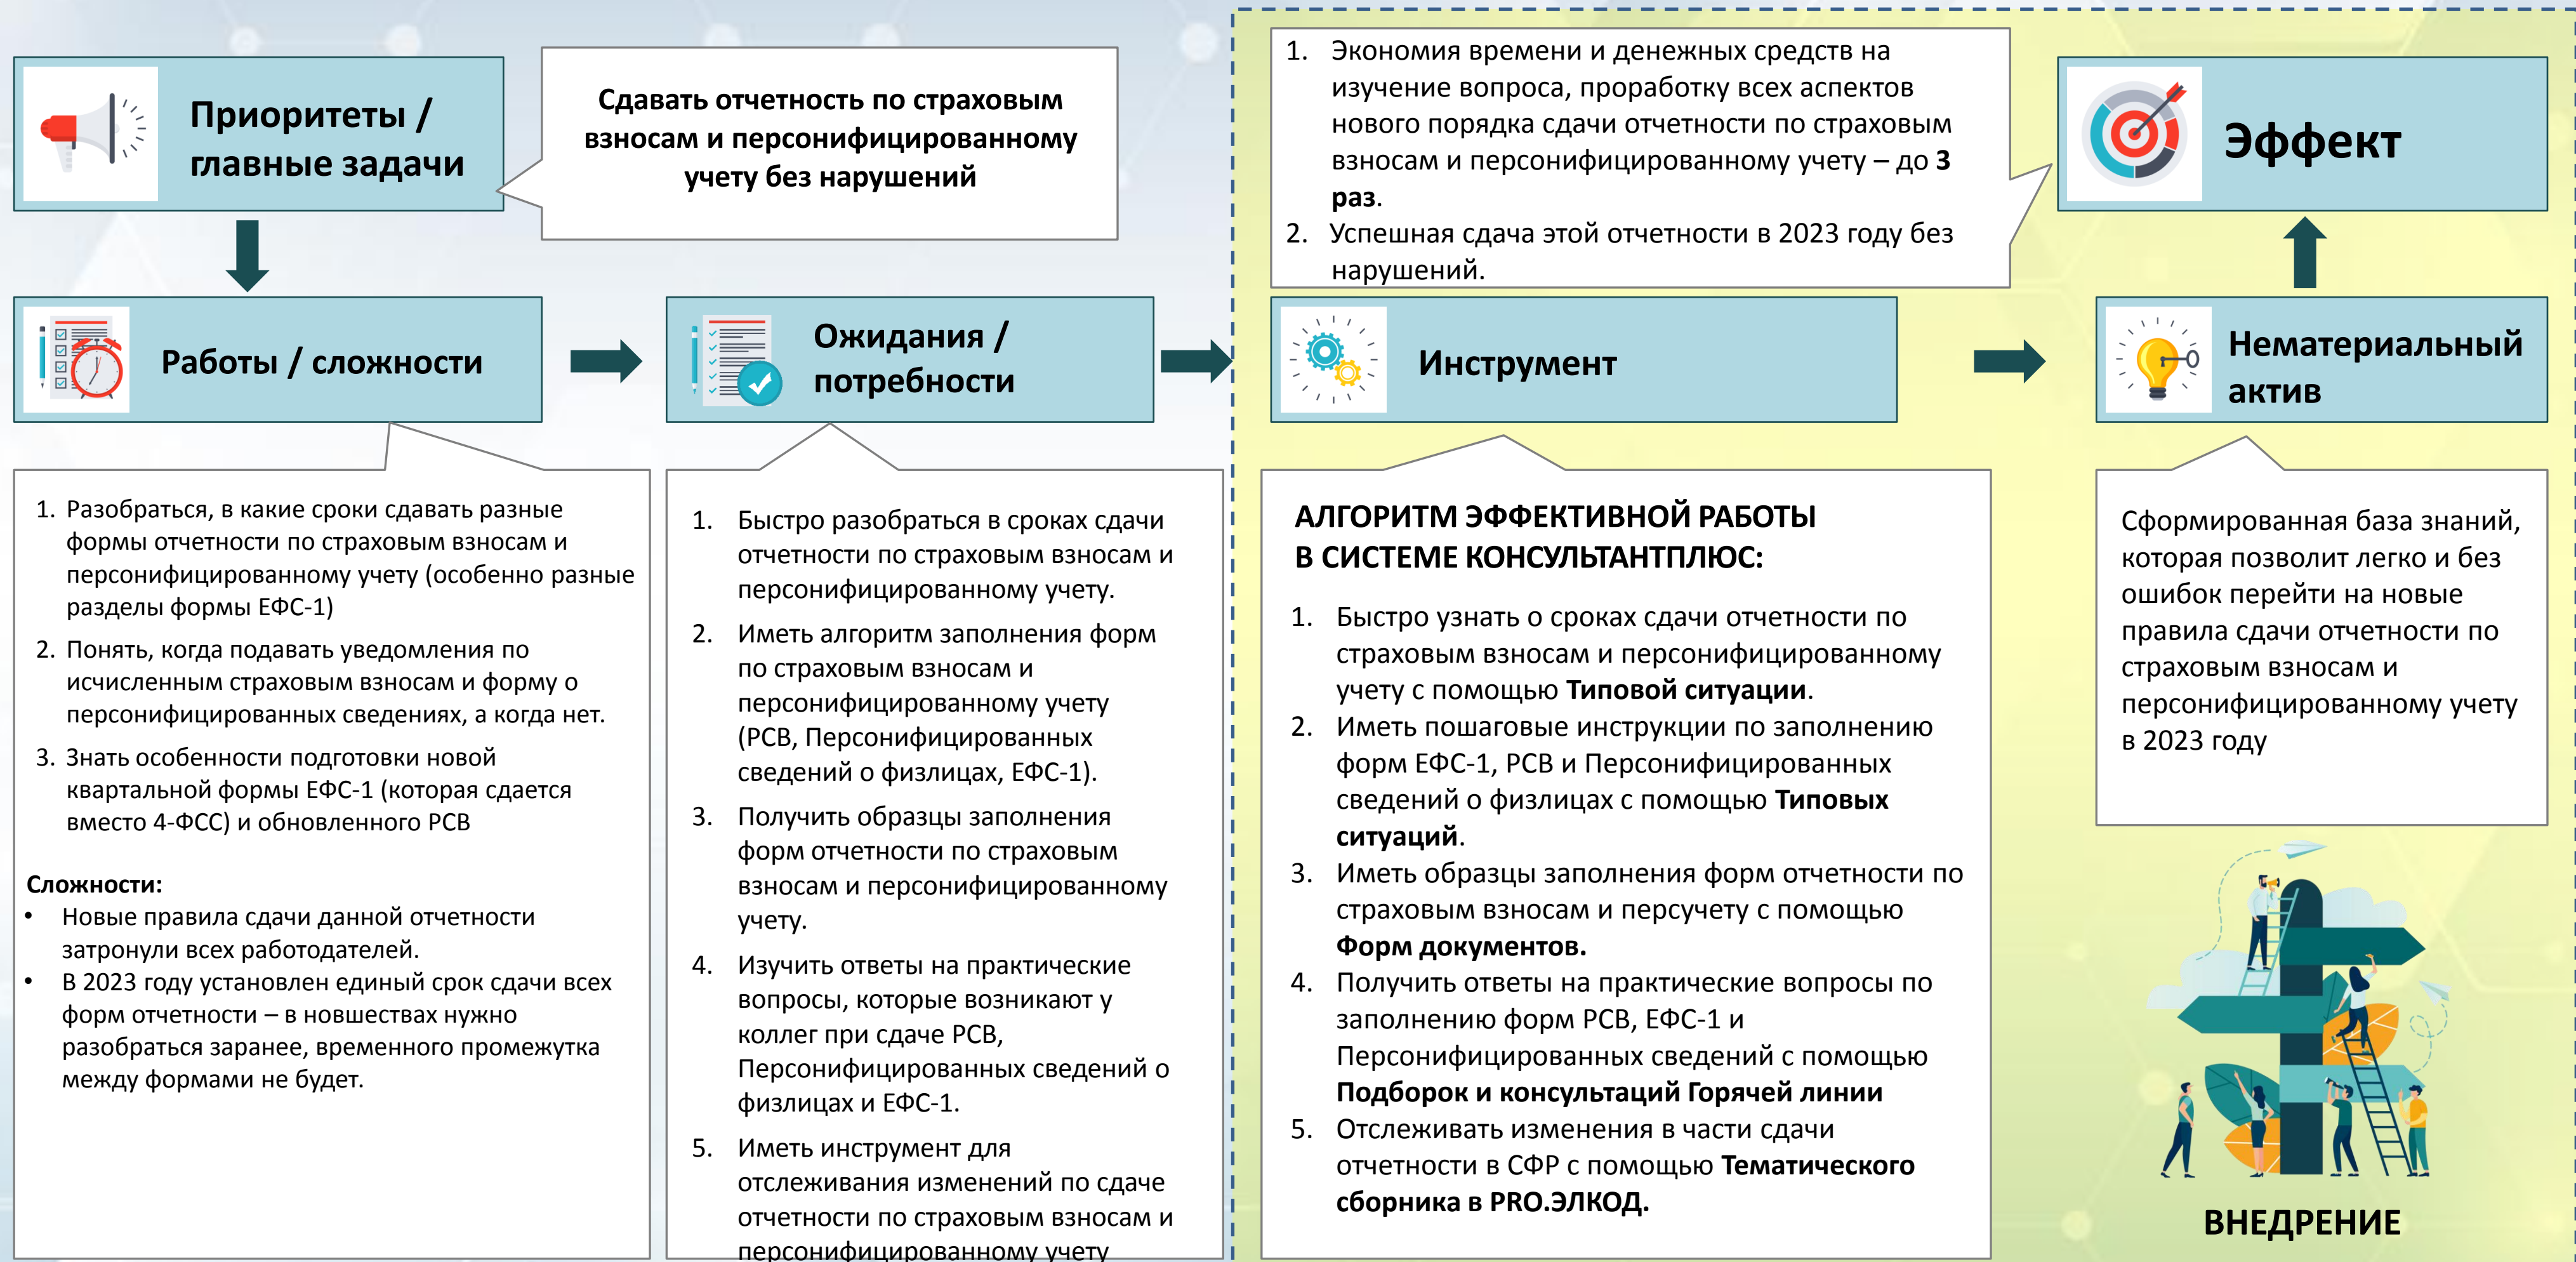 Приоритеты /
главные задачи
Сдавать отчетность по страховым
взносам и персонифицированному
учету без нарушений
1. Экономия времени и денежных средств на
изучение вопроса, проработку всех аспектов
нового порядка сдачи отчетности по страховым
взносам и персонифицированному учету – до 3
раз.
2. Успешная сдача этой отчетности в 2023 году без
нарушений.
Эффект
Работы / сложности
Ожидания /
потребности
Инструмент
Нематериальный
актив
1. Разобраться, в какие сроки сдавать разные
формы отчетности по страховым взносам и
персонифицированному учету (особенно разные
разделы формы ЕФС-1)
2. Понять, когда подавать уведомления по
исчисленным страховым взносам и форму о
персонифицированных сведениях, а когда нет.
3. Знать особенности подготовки новой
квартальной формы ЕФС-1 (которая сдается
вместо 4-ФСС) и обновленного РСВ
Сложности:
• Новые правила сдачи данной отчетности
затронули всех работодателей.
• В 2023 году установлен единый срок сдачи всех
форм отчетности – в новшествах нужно
разобраться заранее, временного промежутка
между формами не будет.
1. Быстро разобраться в сроках сдачи
отчетности по страховым взносам и
персонифицированному учету.
2. Иметь алгоритм заполнения форм
по страховым взносам и
персонифицированному учету
(РСВ, Персонифицированных
сведений о физлицах, ЕФС-1).
3. Получить образцы заполнения
форм отчетности по страховым
взносам и персонифицированному
учету.
4. Изучить ответы на практические
вопросы, которые возникают у
коллег при сдаче РСВ,
Персонифицированных сведений о
физлицах и ЕФС-1.
5. Иметь инструмент для
отслеживания изменений по сдаче
отчетности по страховым взносам и
персонифицированному учету
АЛГОРИТМ ЭФФЕКТИВНОЙ РАБОТЫ
В СИСТЕМЕ КОНСУЛЬТАНТПЛЮС:
1. Быстро узнать о сроках сдачи отчетности по
страховым взносам и персонифицированному
учету с помощью Типовой ситуации.
2. Иметь пошаговые инструкции по заполнению
форм ЕФС-1, РСВ и Персонифицированных
сведений о физлицах с помощью Типовых
ситуаций.
3. Иметь образцы заполнения форм отчетности по
страховым взносам и персучету с помощью
Форм документов.
4. Получить ответы на практические вопросы по
заполнению форм РСВ, ЕФС-1 и
Персонифицированных сведений с помощью
Подборок и консультаций Горячей линии
5. Отслеживать изменения в части сдачи
отчетности в СФР с помощью Тематического
сборника в PRO.ЭЛКОД.
Сформированная база знаний,
которая позволит легко и без
ошибок перейти на новые
правила сдачи отчетности по
страховым взносам и
персонифицированному учету
в 2023 году
ВНЕДРЕНИЕ